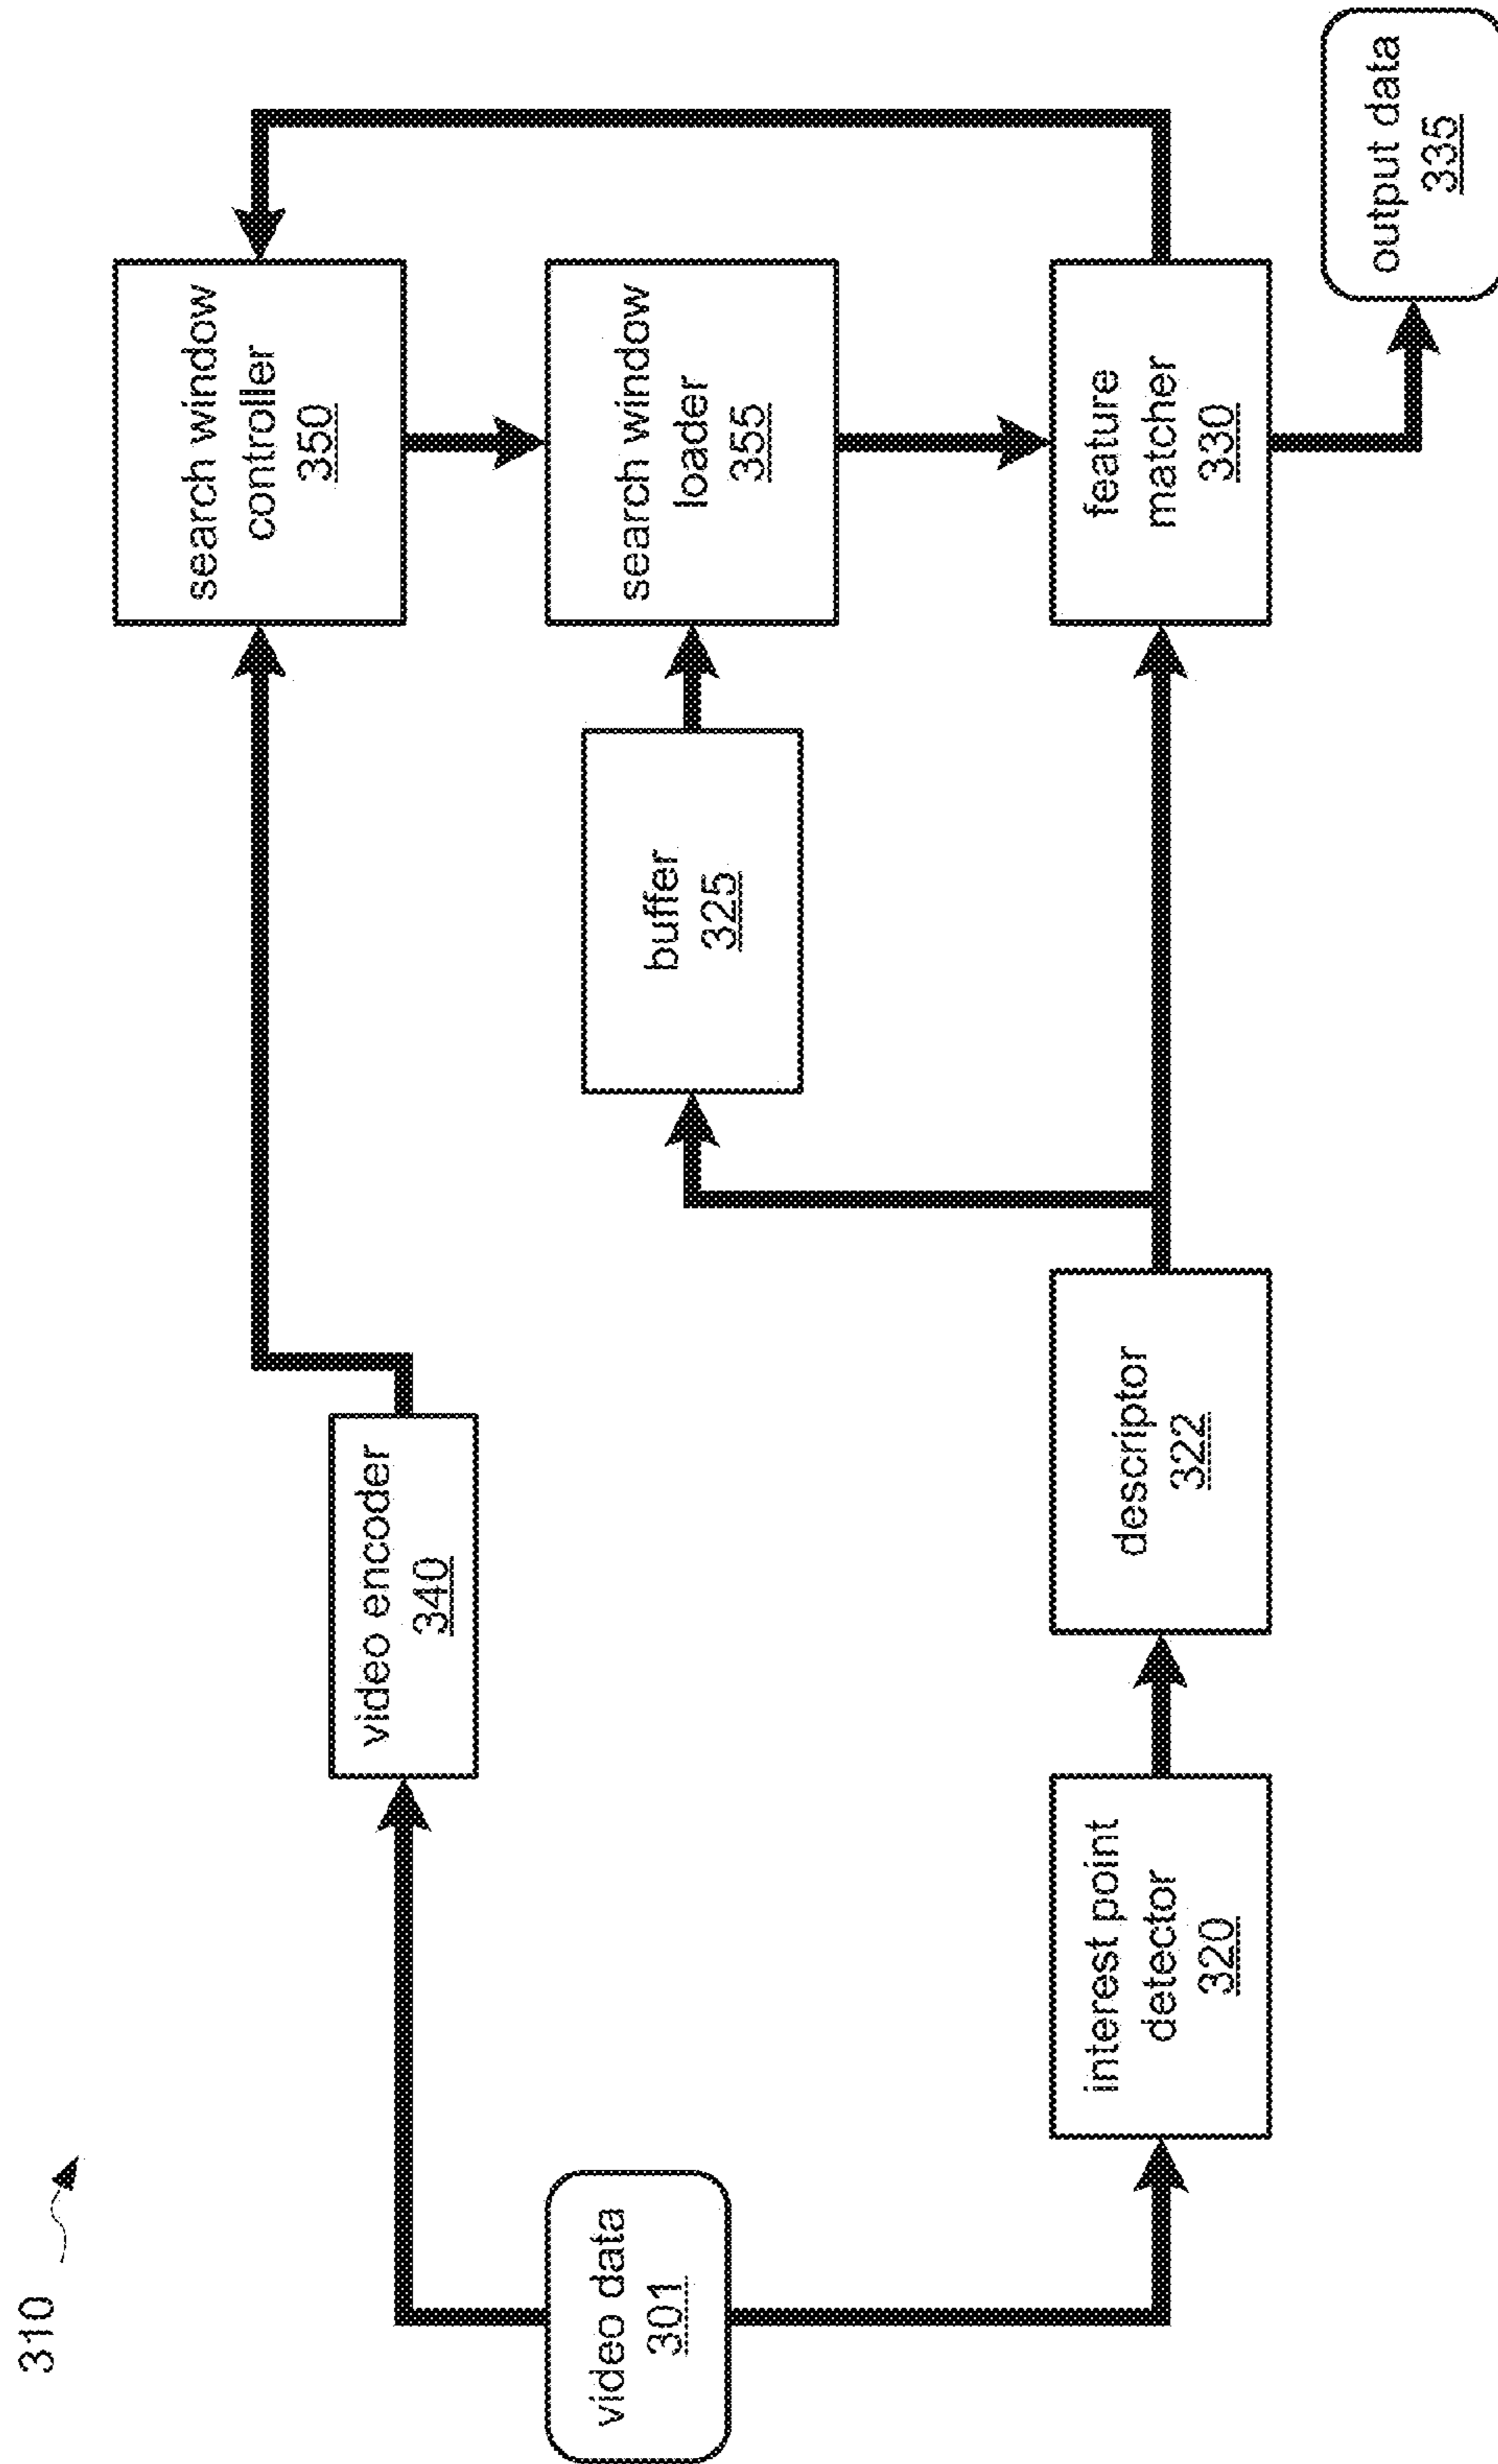 310
video data
301
video encoder
340
interest point
detector
320
descriptor
322
buffer
325
search window
controller
350
search window
loader
355
feature
matcher
330
output data
335